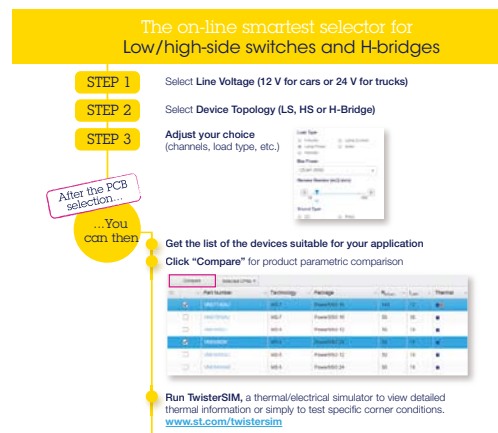 The on-line smartest selector for
Low/high-side switches and H-bridges
STEP 1
Select Line Voltage (12 V for cars or 24 V for trucks)
STEP 2
Select Device Topology (LS, HS or H-Bridge)
STEP 3
Adjust your choice
(channels, load type, etc.)
Load Type
Max Power
After the PCB
selection...
...You
can then
Get the list of the devices suitable for your application
Click “Compare” for product parametric comparison
Compare
Part Number Technology Package Thermal
Run TwisterSIM, a thermal/electrical simulator to view detailed
thermal information or simply to test specific corner conditions.
www.st.com/twistersim